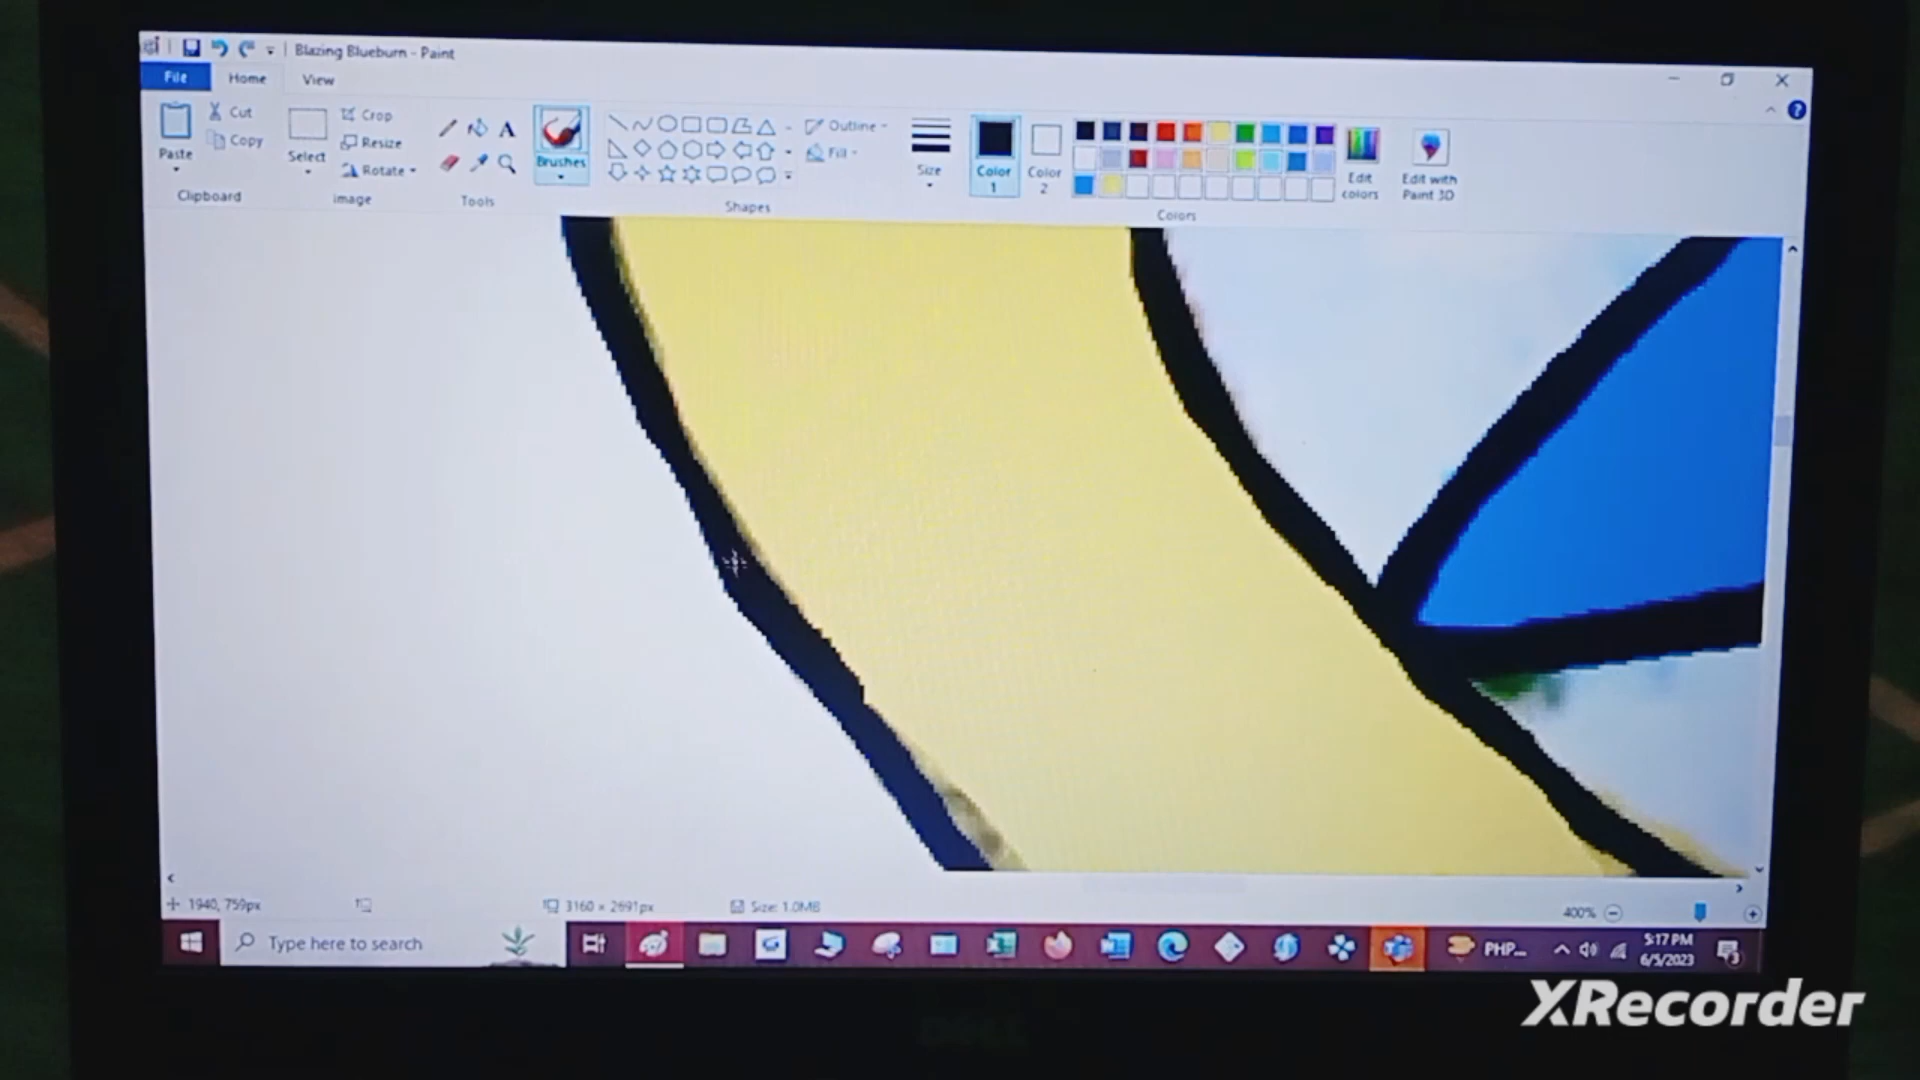 Blazing Blueburn - Paint
File Home View
Paste
Cut
Copy
Clipboard
Select
Crop
Resize
Rotate
Image
A
Tools
Brushes
Outline
Fill
Shapes
Size
Color
1
Color
2
Edit
colors
Colors
Edit with
Paint 3D
1940, 759px
3160 × 2691px
Size: 1.0MB
400%
Type here to search
PHP...
5:17 PM
6/5/2023
3
XRecorder